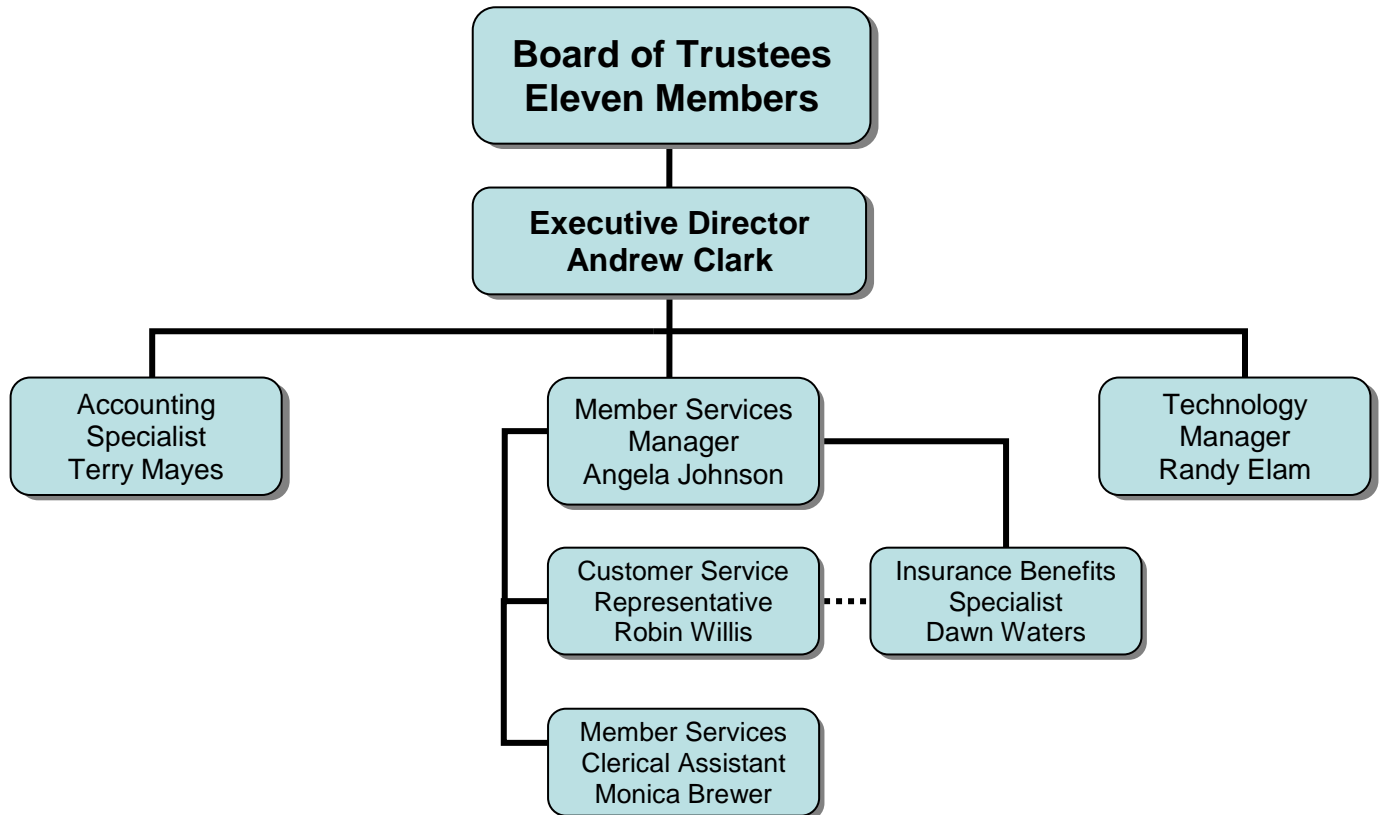 Board of Trustees
Eleven Members
Executive Director
Andrew Clark
Accounting
Specialist
Terry Mayes
Member Services
Manager
Angela Johnson
Technology
Manager
Randy Elam
Customer Service
Representative
Robin Willis
Insurance Benefits
Specialist
Dawn Waters
Member Services
Clerical Assistant
Monica Brewer